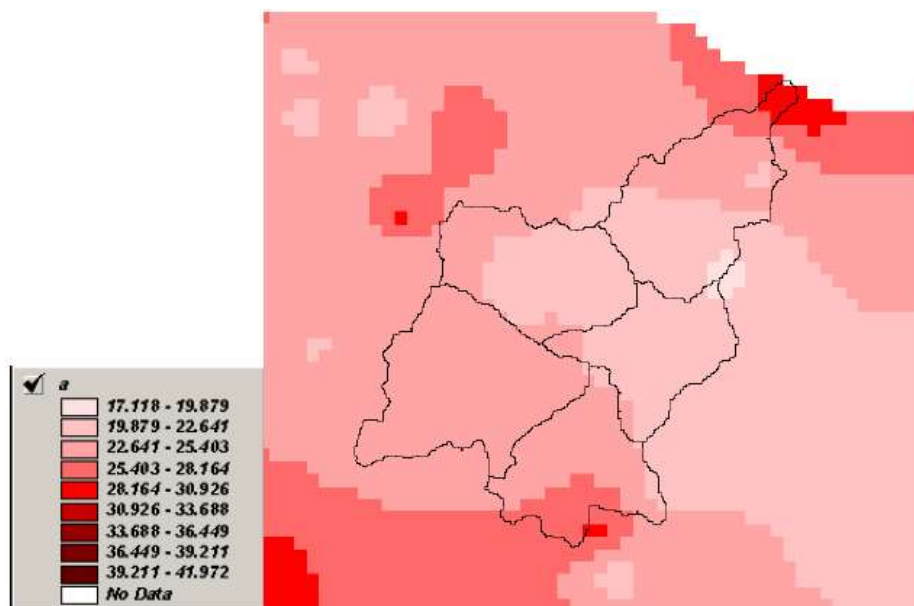 a
17.118 - 19.879
19.879 - 22.641
22.641 - 25.403
25.403 - 28.164
28.164 - 30.926
30.926 - 33.688
33.688 - 36.449
36.449 - 39.211
39.211 - 41.972
No Data